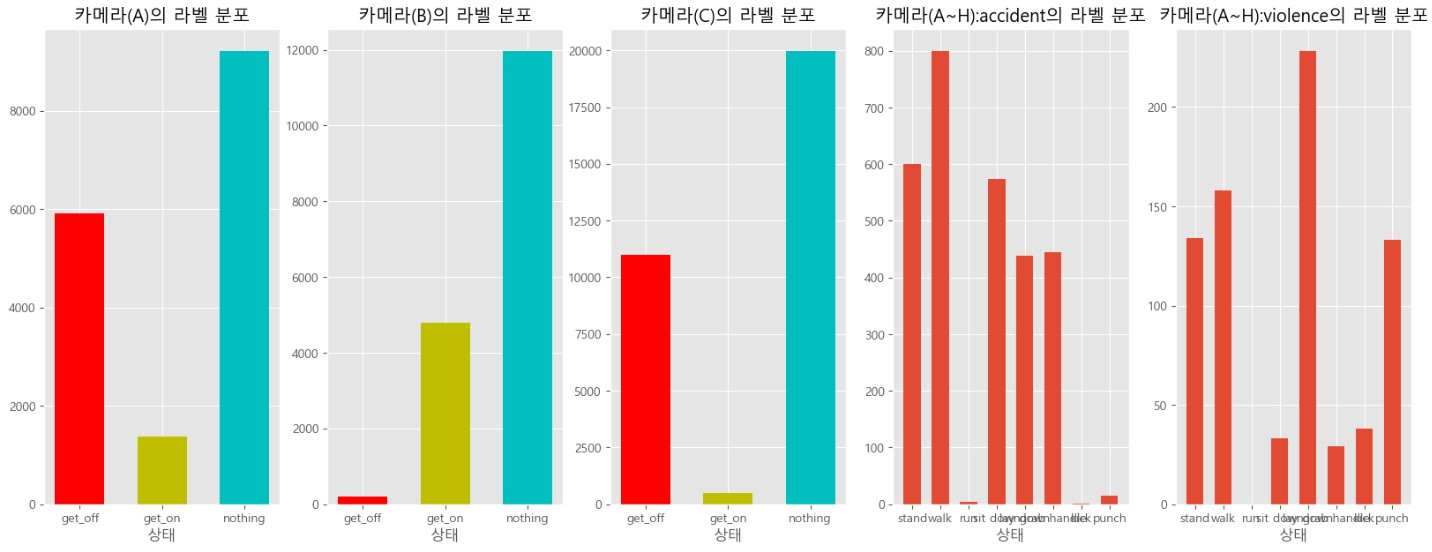 카메라(A)의 라벨 분포
8000
6000
4000
2000
0
get_off get_on nothing
상태
카메라(B)의 라벨 분포
12000
10000
8000
6000
4000
2000
0
get_off get_on nothing
상태
카메라(C)의 라벨 분포
20000
17500
15000
12500
10000
7500
5000
2500
0
get_off get_on nothing
상태
카메라(A~H):accident의 라벨 분포
800
700
600
500
400
300
200
100
0
stand walk run sit punch
상태
카메라(A~H):violence의 라벨 분포
200
150
100
50
0
stand walk run sit punch
상태